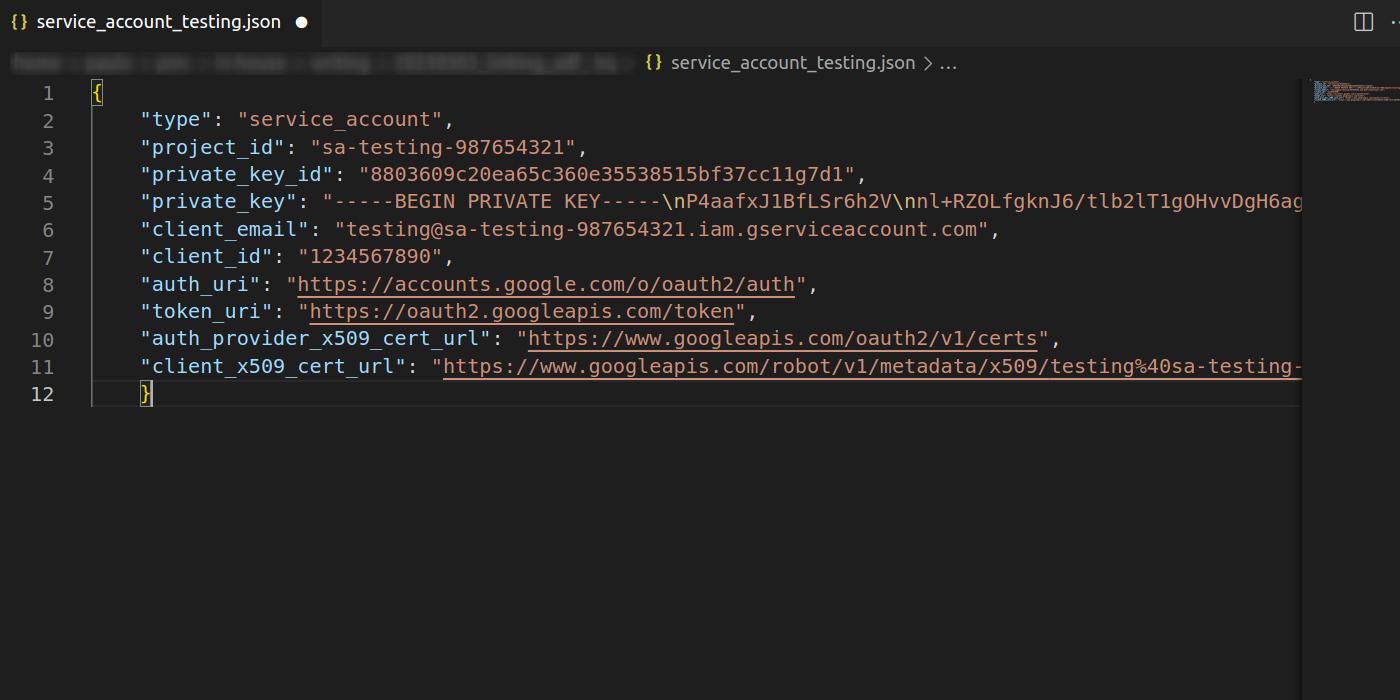 {} service_account_testing.json ●
{} service_account_testing.json > ...
1 {
2 "type": "service_account",
3 "project_id": "sa-testing-987654321",
4 "private_key_id": "8803609c20ea65c360e35538515bf37cc11g7d1",
5 "private_key": "-----BEGIN PRIVATE KEY-----\nP4aafxJ1BfLSr6h2V\nnl+RZOLfgknJ6/tlb2lT1gOHvvDgH6ag
6 "client_email": "testing@sa-testing-987654321.iam.gserviceaccount.com",
7 "client_id": "1234567890",
8 "auth_uri": "https://accounts.google.com/o/oauth2/auth",
9 "token_uri": "https://oauth2.googleapis.com/token",
10 "auth_provider_x509_cert_url": "https://www.googleapis.com/oauth2/v1/certs",
11 "client_x509_cert_url": "https://www.googleapis.com/robot/v1/metadata/x509/testing%40sa-testing-
12 }